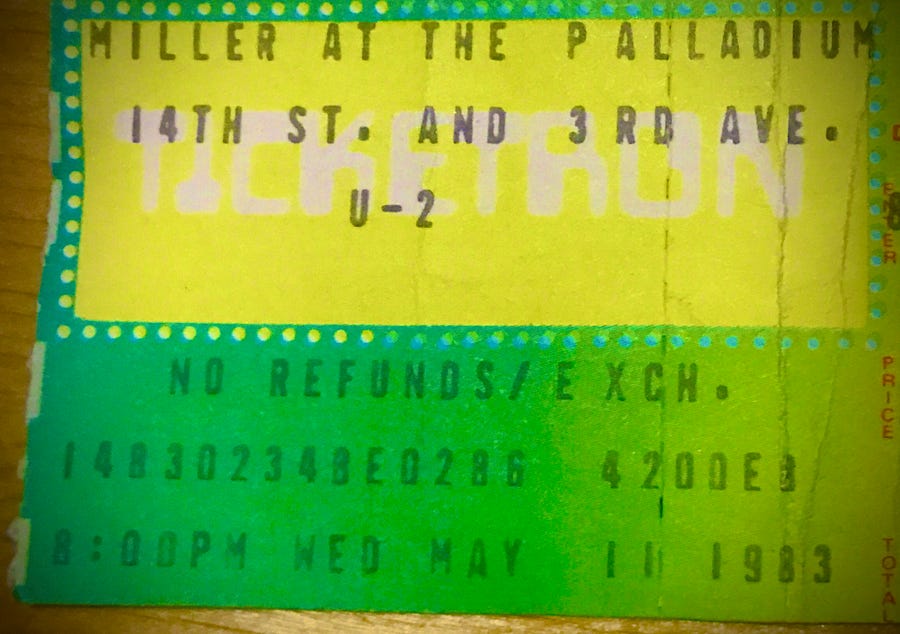 MILLER AT THE PALLADIUM
14TH ST. AND 3RD AVE.
TICKETRON
U-2
NO REFUNDS/EXCH.
148302348E0286 4200E8
8:00PM WED MAY 11 1983
PRICE
TOTAL